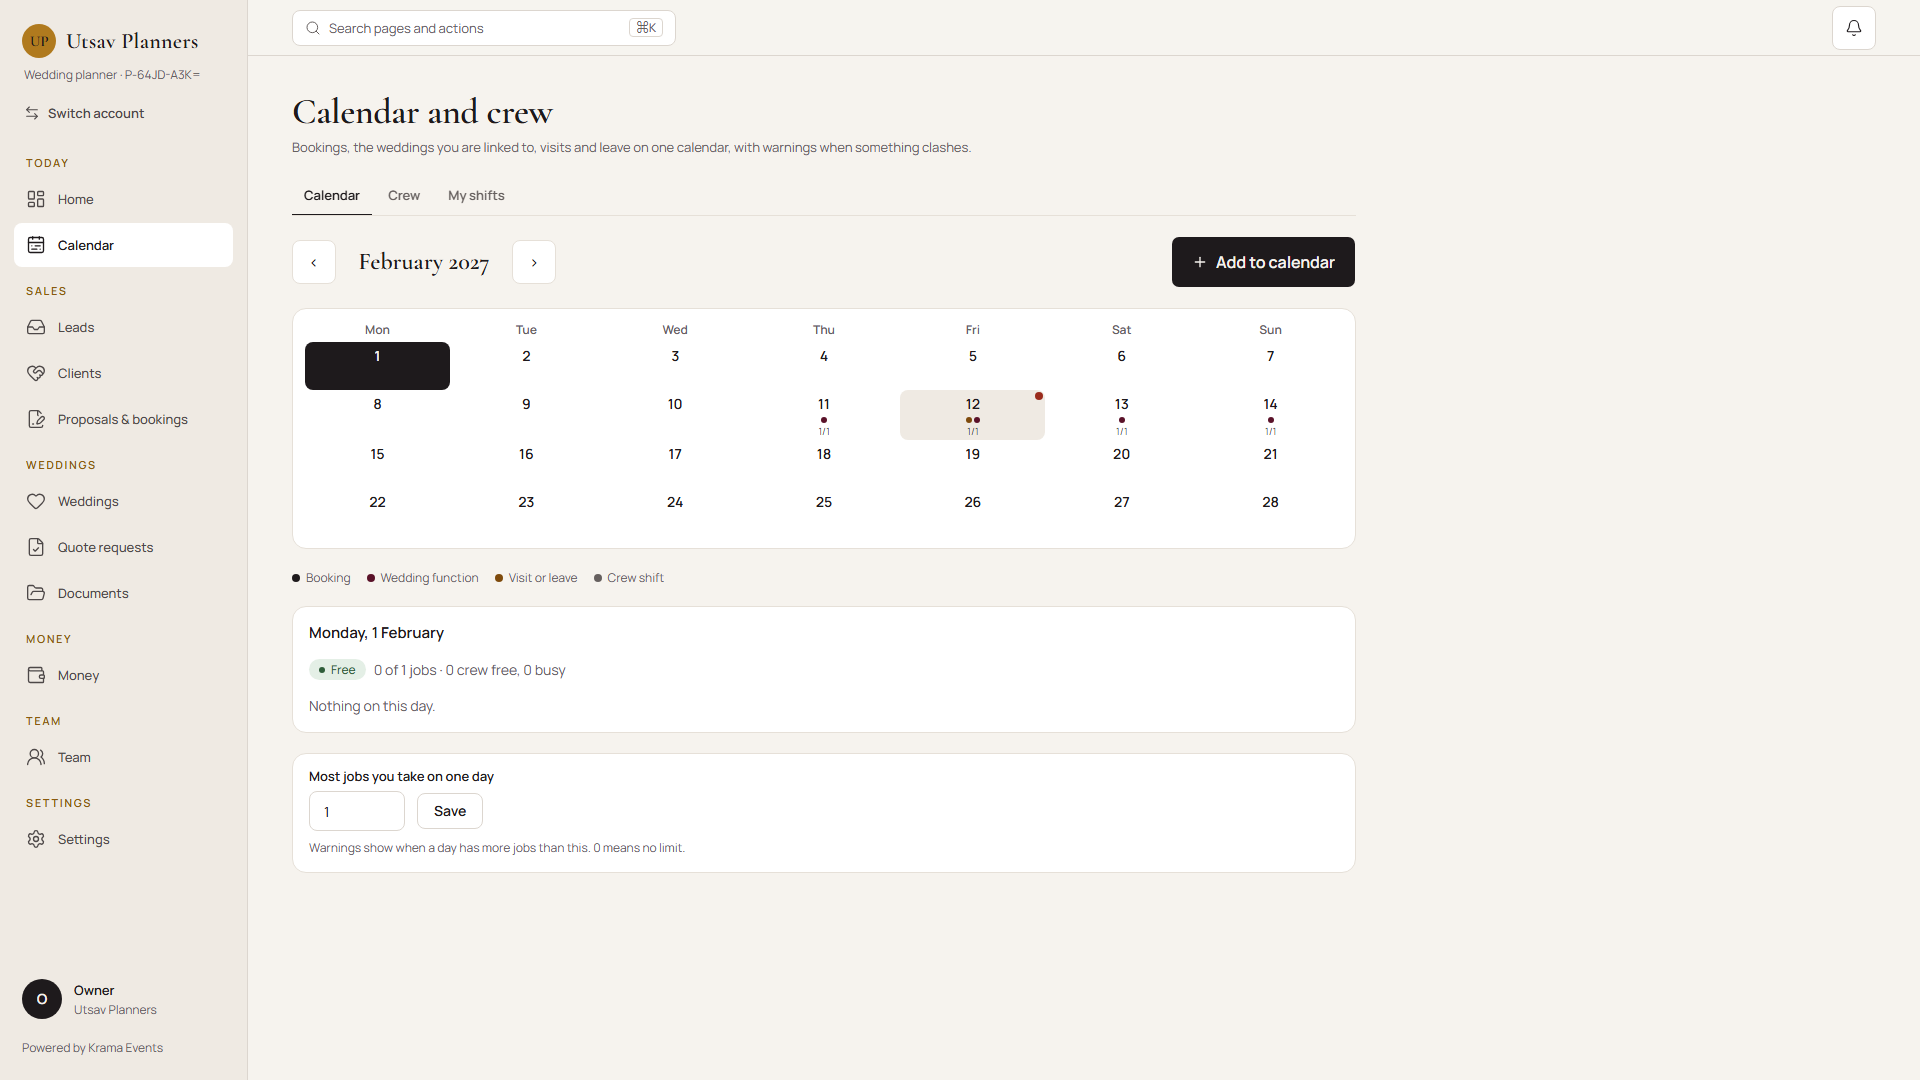 UP Utsav Planners
Wedding planner · P-64JD-A3K=
Switch account
TODAY
Home
Calendar
SALES
Leads
Clients
Proposals & bookings
WEDDINGS
Weddings
Quote requests
Documents
MONEY
Money
TEAM
Team
SETTINGS
Settings
O Owner
Utsav Planners
Powered by Krama Events
Search pages and actions ⌘K
Calendar and crew
Bookings, the weddings you are linked to, visits and leave on one calendar, with warnings when something clashes.
Calendar Crew My shifts
‹ February 2027 ›
+ Add to calendar
Mon Tue Wed Thu Fri Sat Sun
1 2 3 4 5 6 7
8 9 10 11 12 13 14
1/1 1/1 1/1 1/1
15 16 17 18 19 20 21
22 23 24 25 26 27 28
Booking Wedding function Visit or leave Crew shift
Monday, 1 February
Free 0 of 1 jobs · 0 crew free, 0 busy
Nothing on this day.
Most jobs you take on one day
1 Save
Warnings show when a day has more jobs than this. 0 means no limit.